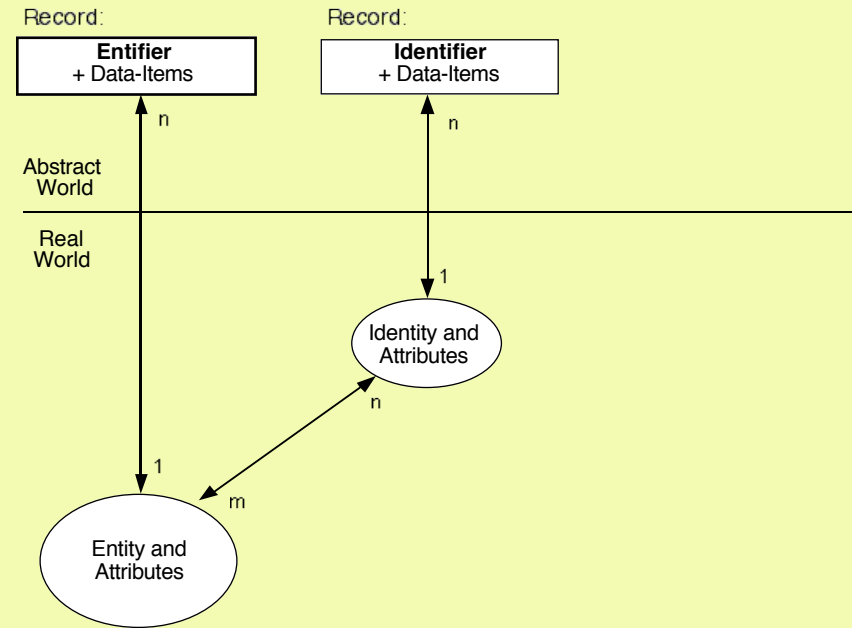 Record:
Record:
Entifier
+ Data-Items
Identifier
+ Data-Items
n
n
Abstract
World
Real
World
1
Identity and
Attributes
n
1
m
Entity and
Attributes